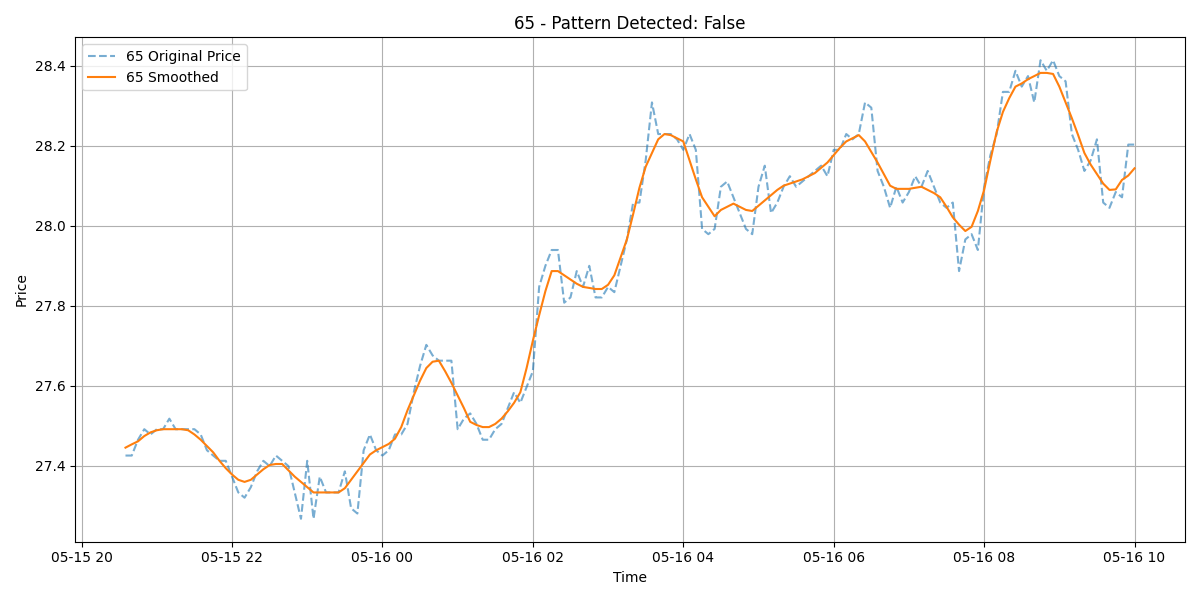 65 - Pattern Detected: False
65 Original Price
65 Smoothed
28.4
28.2
28.0
27.8
27.6
27.4
Price
05-15 20 05-15 22 05-16 00 05-16 02 05-16 04 05-16 06 05-16 08 05-16 10
Time